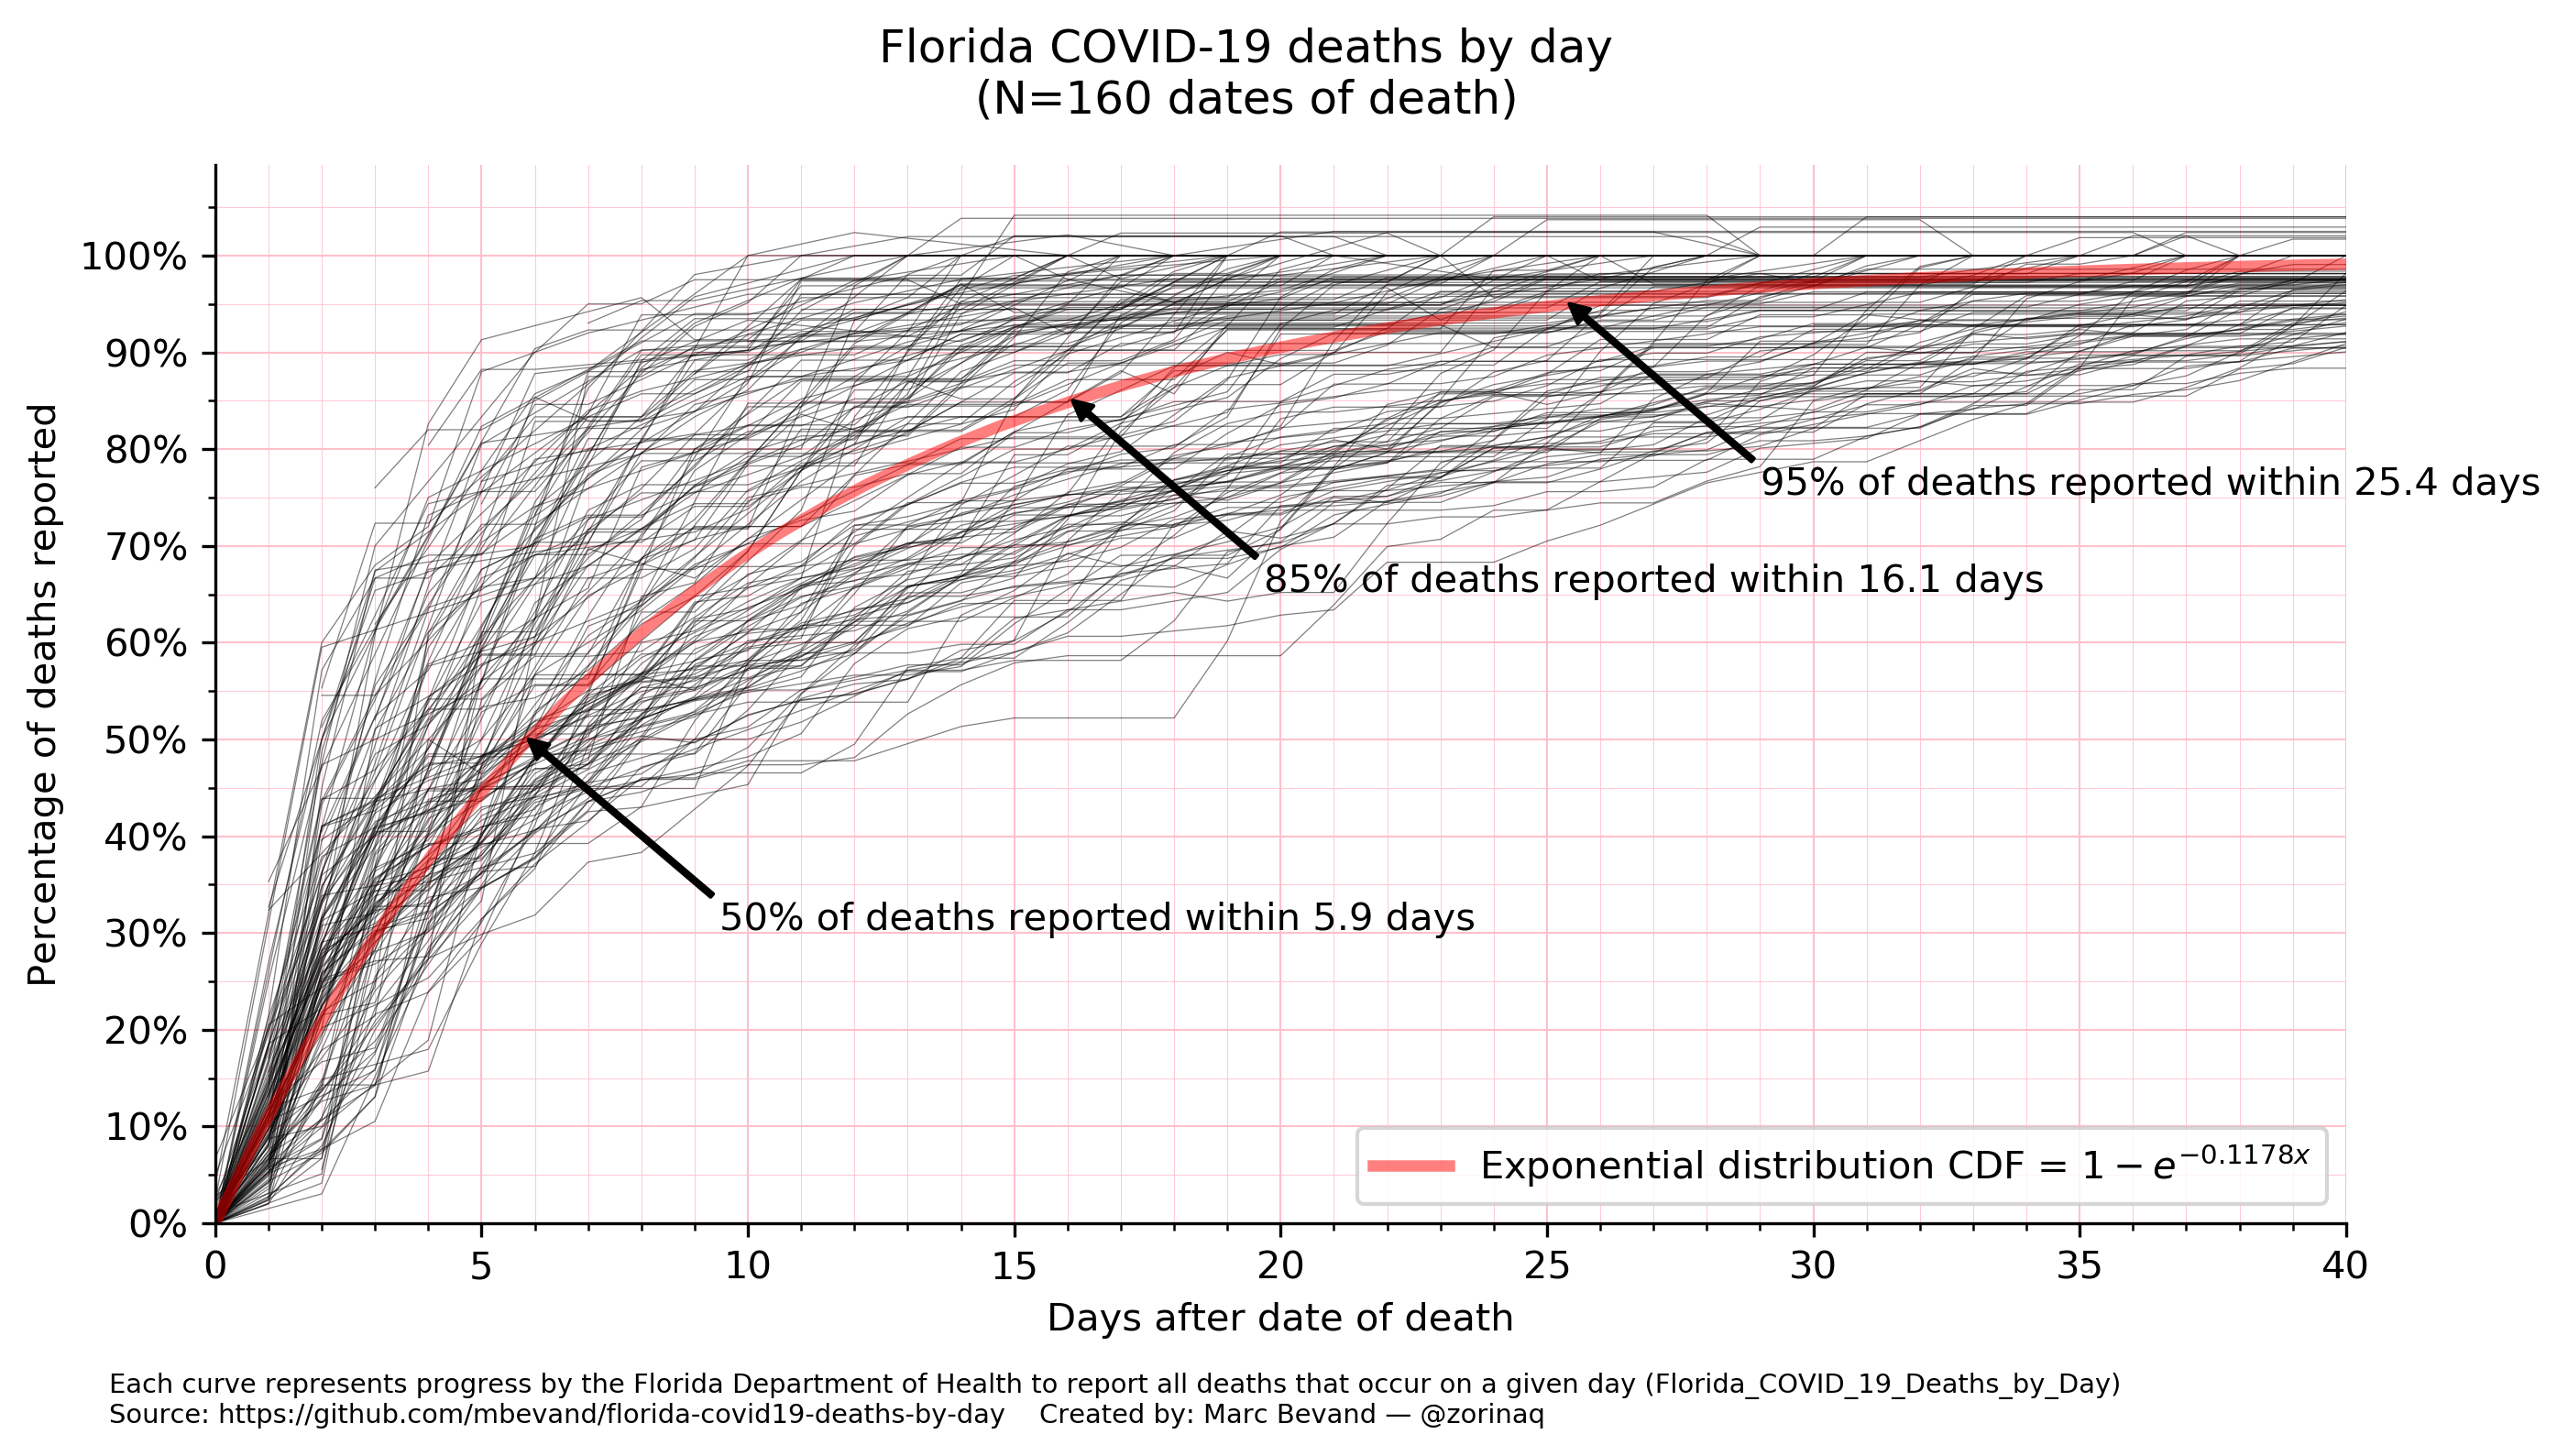 Florida COVID-19 deaths by day
(N=160 dates of death)
Percentage of deaths reported
100%
90%
80%
70%
60%
50%
40%
30%
20%
10%
0%
95% of deaths reported within 25.4 days
85% of deaths reported within 16.1 days
50% of deaths reported within 5.9 days
Exponential distribution CDF = 1 − e^{−0.1178x}
0 5 10 15 20 25 30 35 40
Days after date of death
Each curve represents progress by the Florida Department of Health to report all deaths that occur on a given day (Florida_COVID_19_Deaths_by_Day)
Source: https://github.com/mbevand/florida-covid19-deaths-by-day Created by: Marc Bevand — @zorinaq